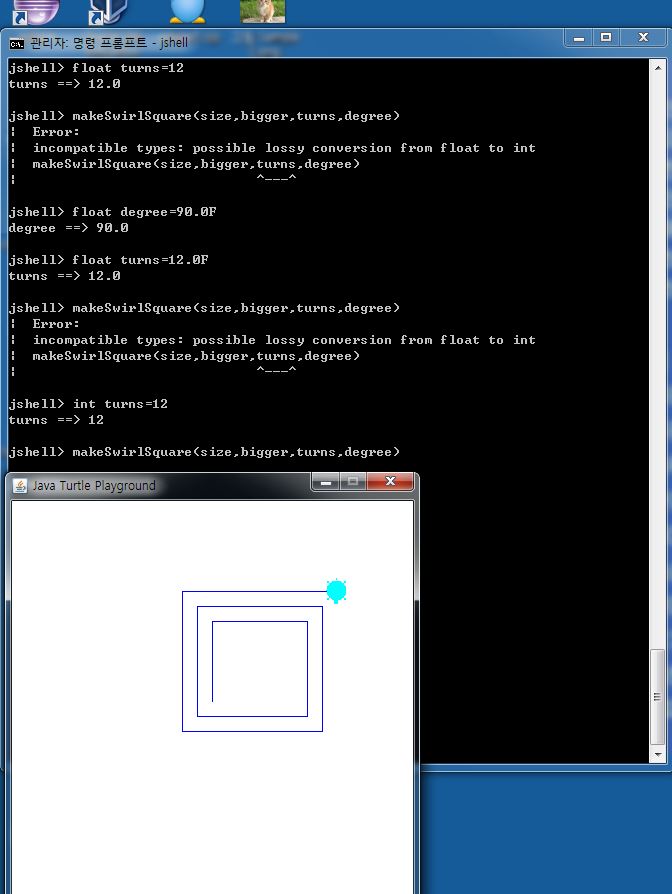 관리자: 명령 프롬프트 - jshell
jshell> float turns=12
turns ==> 12.0
jshell> makeSwirlSquare(size,bigger,turns,degree)
|  Error:
|  incompatible types: possible lossy conversion from float to int
|  makeSwirlSquare(size,bigger,turns,degree)
|                              ^---^
jshell> float degree=90.0F
degree ==> 90.0
jshell> float turns=12.0F
turns ==> 12.0
jshell> makeSwirlSquare(size,bigger,turns,degree)
|  Error:
|  incompatible types: possible lossy conversion from float to int
|  makeSwirlSquare(size,bigger,turns,degree)
|                              ^---^
jshell> int turns=12
turns ==> 12
jshell> makeSwirlSquare(size,bigger,turns,degree)
Java Turtle Playground